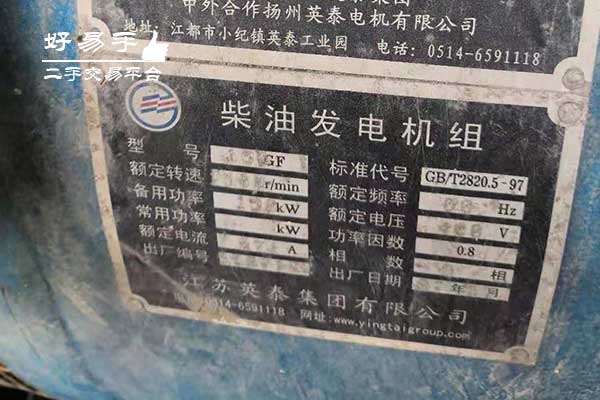 中外合作扬州英泰电机有限公司
地址：江都市小纪镇英泰工业园 电话：0514-6591118
好易手
二手交易平台
柴油发电机组
型号 GF 标准代号 GB/T2820.5-97
额定转速 r/min 额定频率 Hz
备用功率 kW 额定电压 V
常用功率 kW 功率因数 0.8
额定电流 A 相数 相
出厂编号 出厂日期 年 月
江苏英泰集团有限公司
0514-6591118 网址：www.yingtaigroup.com